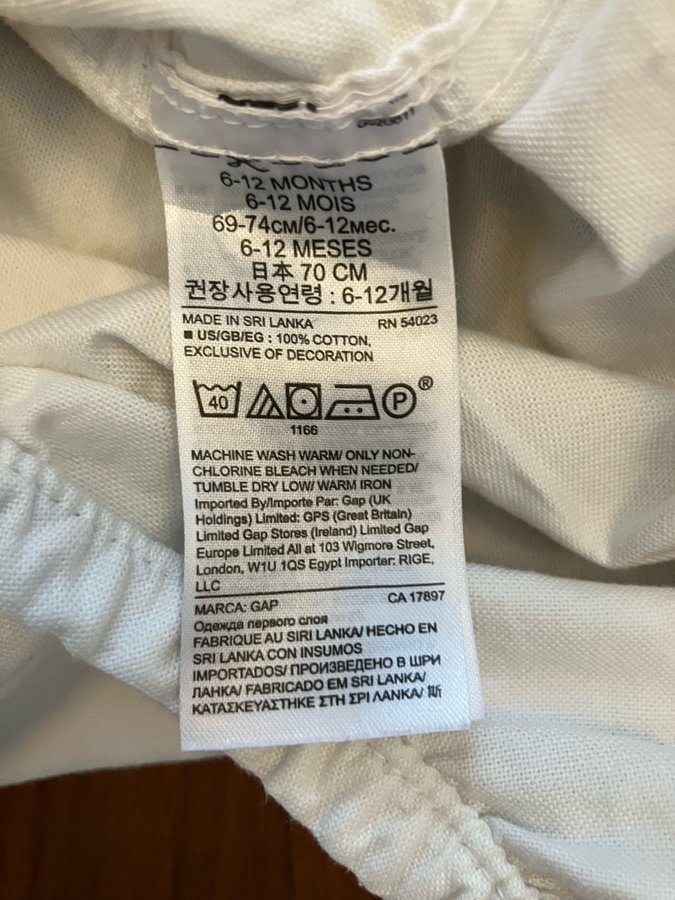 6-12 MONTHS
6-12 MOIS
69-74см/6-12мес.
6-12 MESES
日本 70 CM
권장사용연령 : 6-12개월
MADE IN SRI LANKA RN 54023
■ US/GB/EG : 100% COTTON,
EXCLUSIVE OF DECORATION
40 P ®
1166
MACHINE WASH WARM/ ONLY NON-
CHLORINE BLEACH WHEN NEEDED/
TUMBLE DRY LOW/ WARM IRON
Imported By/Importe Par: Gap (UK
Holdings) Limited: GPS (Great Britain)
Limited Gap Stores (Ireland) Limited Gap
Europe Limited All at 103 Wigmore Street,
London, W1U 1QS Egypt Importer: RIGE,
LLC
MARCA: GAP CA 17897
Одежда первого слоя
FABRIQUE AU SIRI LANKA/ HECHO EN
SRI LANKA CON INSUMOS
IMPORTADOS/ ПРОИЗВЕДЕНО В ШРИ
ЛАНКА/ FABRICADO EM SRI LANKA/
ΚΑΤΑΣΚΕΥΑΣΤΗΚΕ ΣΤΗ ΣΡΙ ΛΑΝΚΑ/ 斯